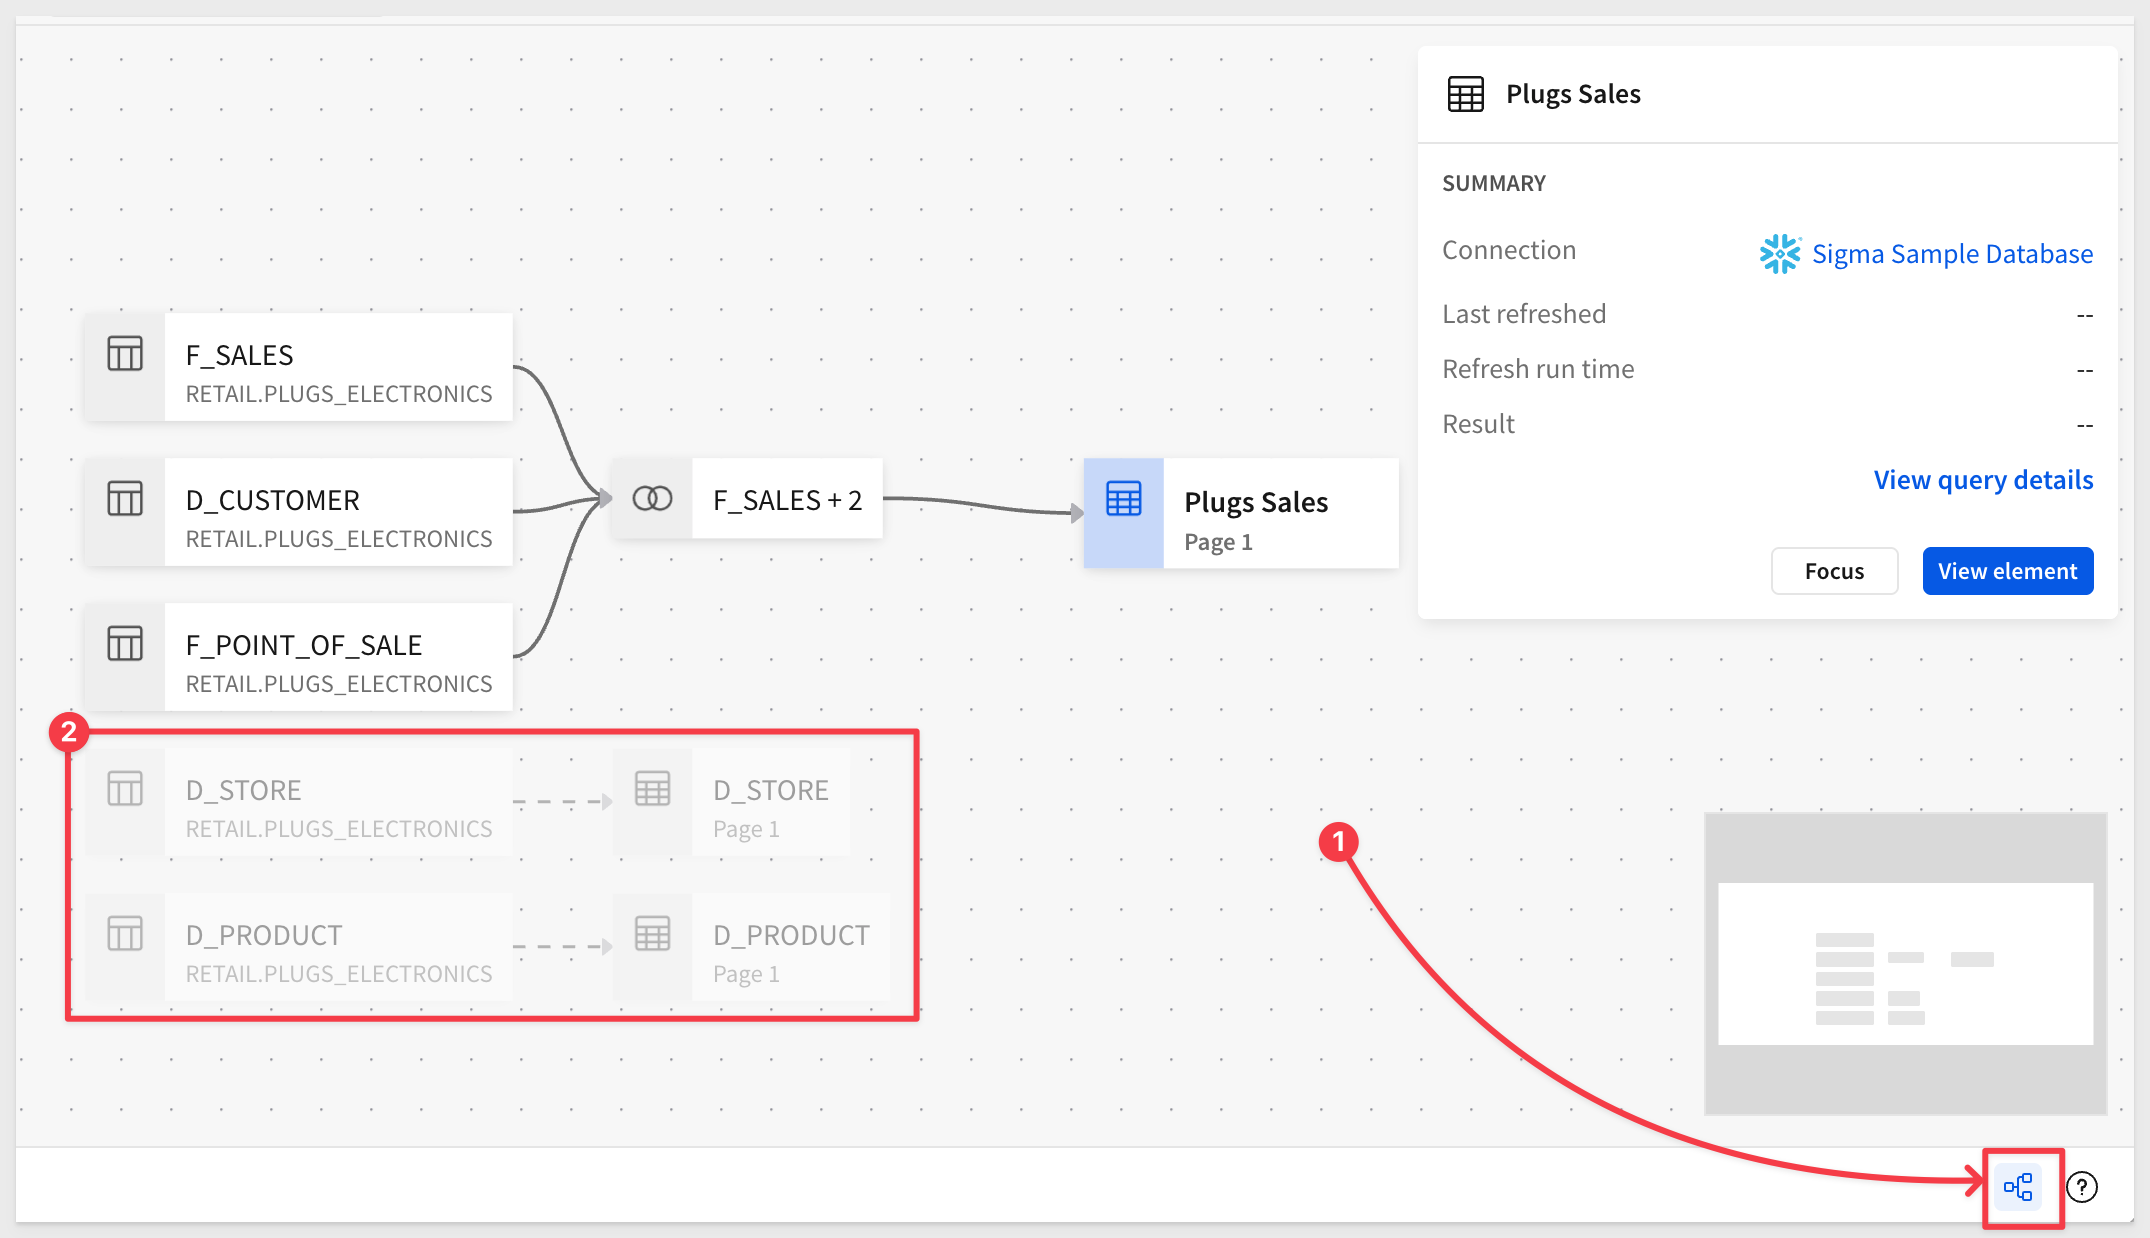 F_SALES
RETAIL.PLUGS_ELECTRONICS
D_CUSTOMER
RETAIL.PLUGS_ELECTRONICS
F_POINT_OF_SALE
RETAIL.PLUGS_ELECTRONICS
F_SALES + 2
Plugs Sales
Page 1
2
D_STORE
RETAIL.PLUGS_ELECTRONICS
D_STORE
Page 1
D_PRODUCT
RETAIL.PLUGS_ELECTRONICS
D_PRODUCT
Page 1
Plugs Sales
SUMMARY
Connection Sigma Sample Database
Last refreshed --
Refresh run time --
Result --
View query details
Focus View element
1
?